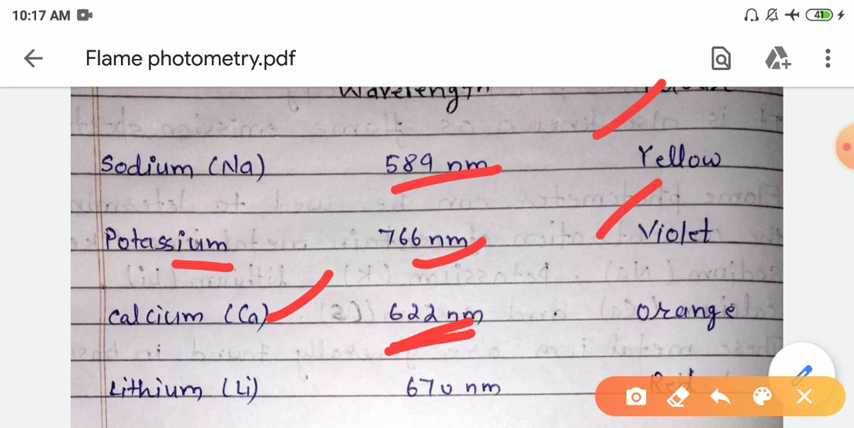 10:17 AM
41
Flame photometry.pdf
Wavelength
Sodium (Na) 589 nm Yellow
Potassium 766 nm Violet
Calcium (Ca) 622 nm Orange
Lithium (Li) 670 nm Red